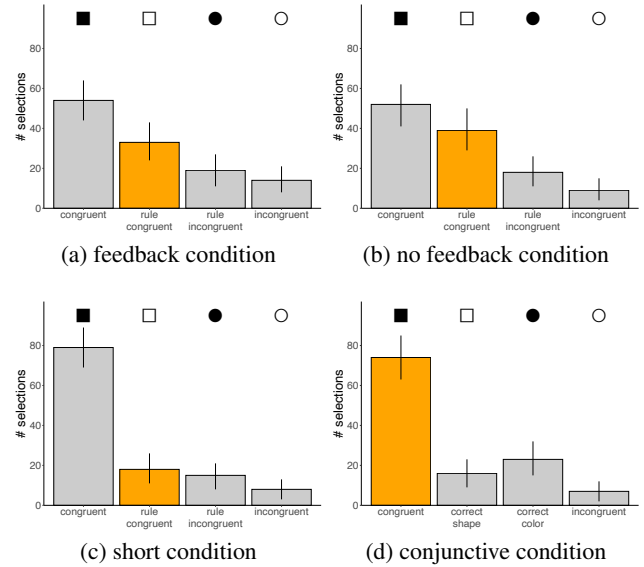 # selections
80
60
40
20
0
congruent
rule
congruent
rule
incongruent
incongruent
(a) feedback condition
# selections
80
60
40
20
0
congruent
rule
congruent
rule
incongruent
incongruent
(b) no feedback condition
# selections
80
60
40
20
0
congruent
rule
congruent
rule
incongruent
incongruent
(c) short condition
# selections
80
60
40
20
0
congruent
correct
shape
correct
color
incongruent
(d) conjunctive condition